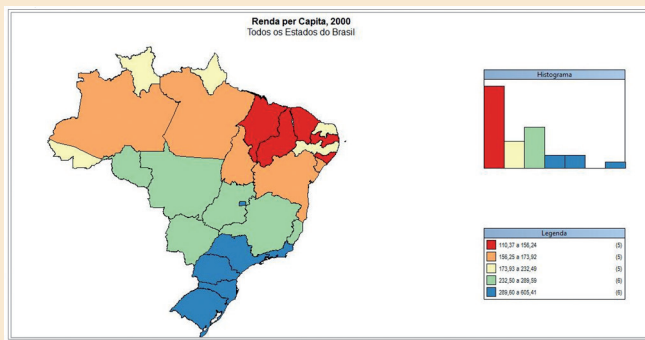 Renda per Capita, 2000
Todos os Estados do Brasil
Histograma
Legenda
110,37 a 156,24 (5)
156,25 a 173,92 (5)
173,93 a 232,49 (5)
232,50 a 289,59 (6)
289,60 a 605,41 (6)